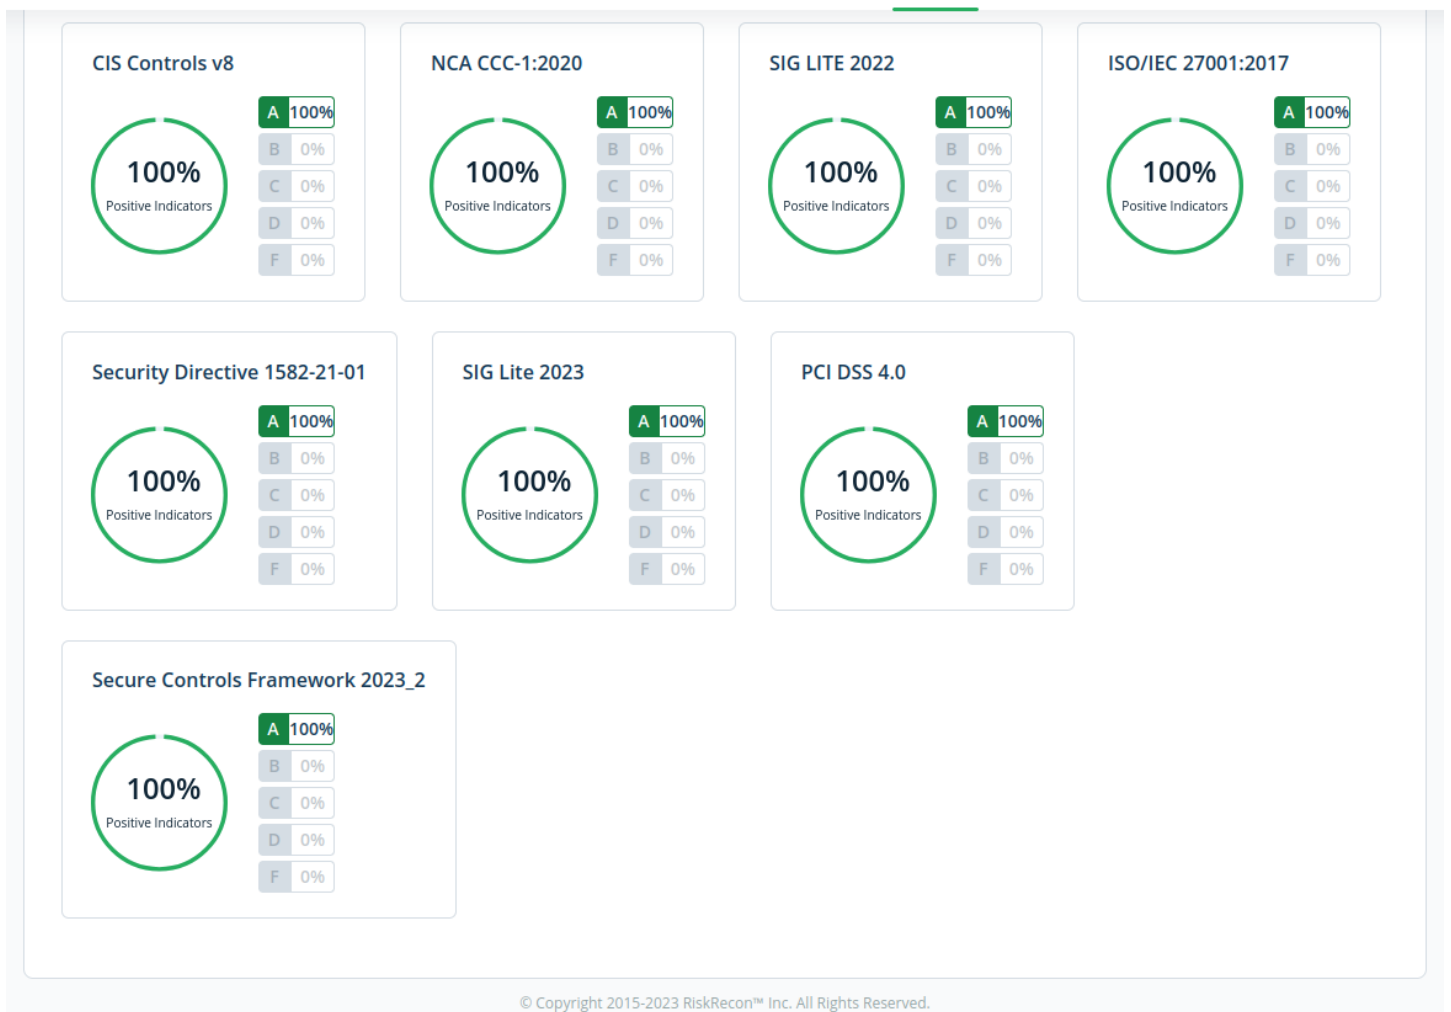 CIS Controls v8
100%
Positive Indicators
A 100%
B 0%
C 0%
D 0%
F 0%
NCA CCC-1:2020
100%
Positive Indicators
A 100%
B 0%
C 0%
D 0%
F 0%
SIG LITE 2022
100%
Positive Indicators
A 100%
B 0%
C 0%
D 0%
F 0%
ISO/IEC 27001:2017
100%
Positive Indicators
A 100%
B 0%
C 0%
D 0%
F 0%
Security Directive 1582-21-01
100%
Positive Indicators
A 100%
B 0%
C 0%
D 0%
F 0%
SIG Lite 2023
100%
Positive Indicators
A 100%
B 0%
C 0%
D 0%
F 0%
PCI DSS 4.0
100%
Positive Indicators
A 100%
B 0%
C 0%
D 0%
F 0%
Secure Controls Framework 2023_2
100%
Positive Indicators
A 100%
B 0%
C 0%
D 0%
F 0%
© Copyright 2015-2023 RiskRecon™ Inc. All Rights Reserved.